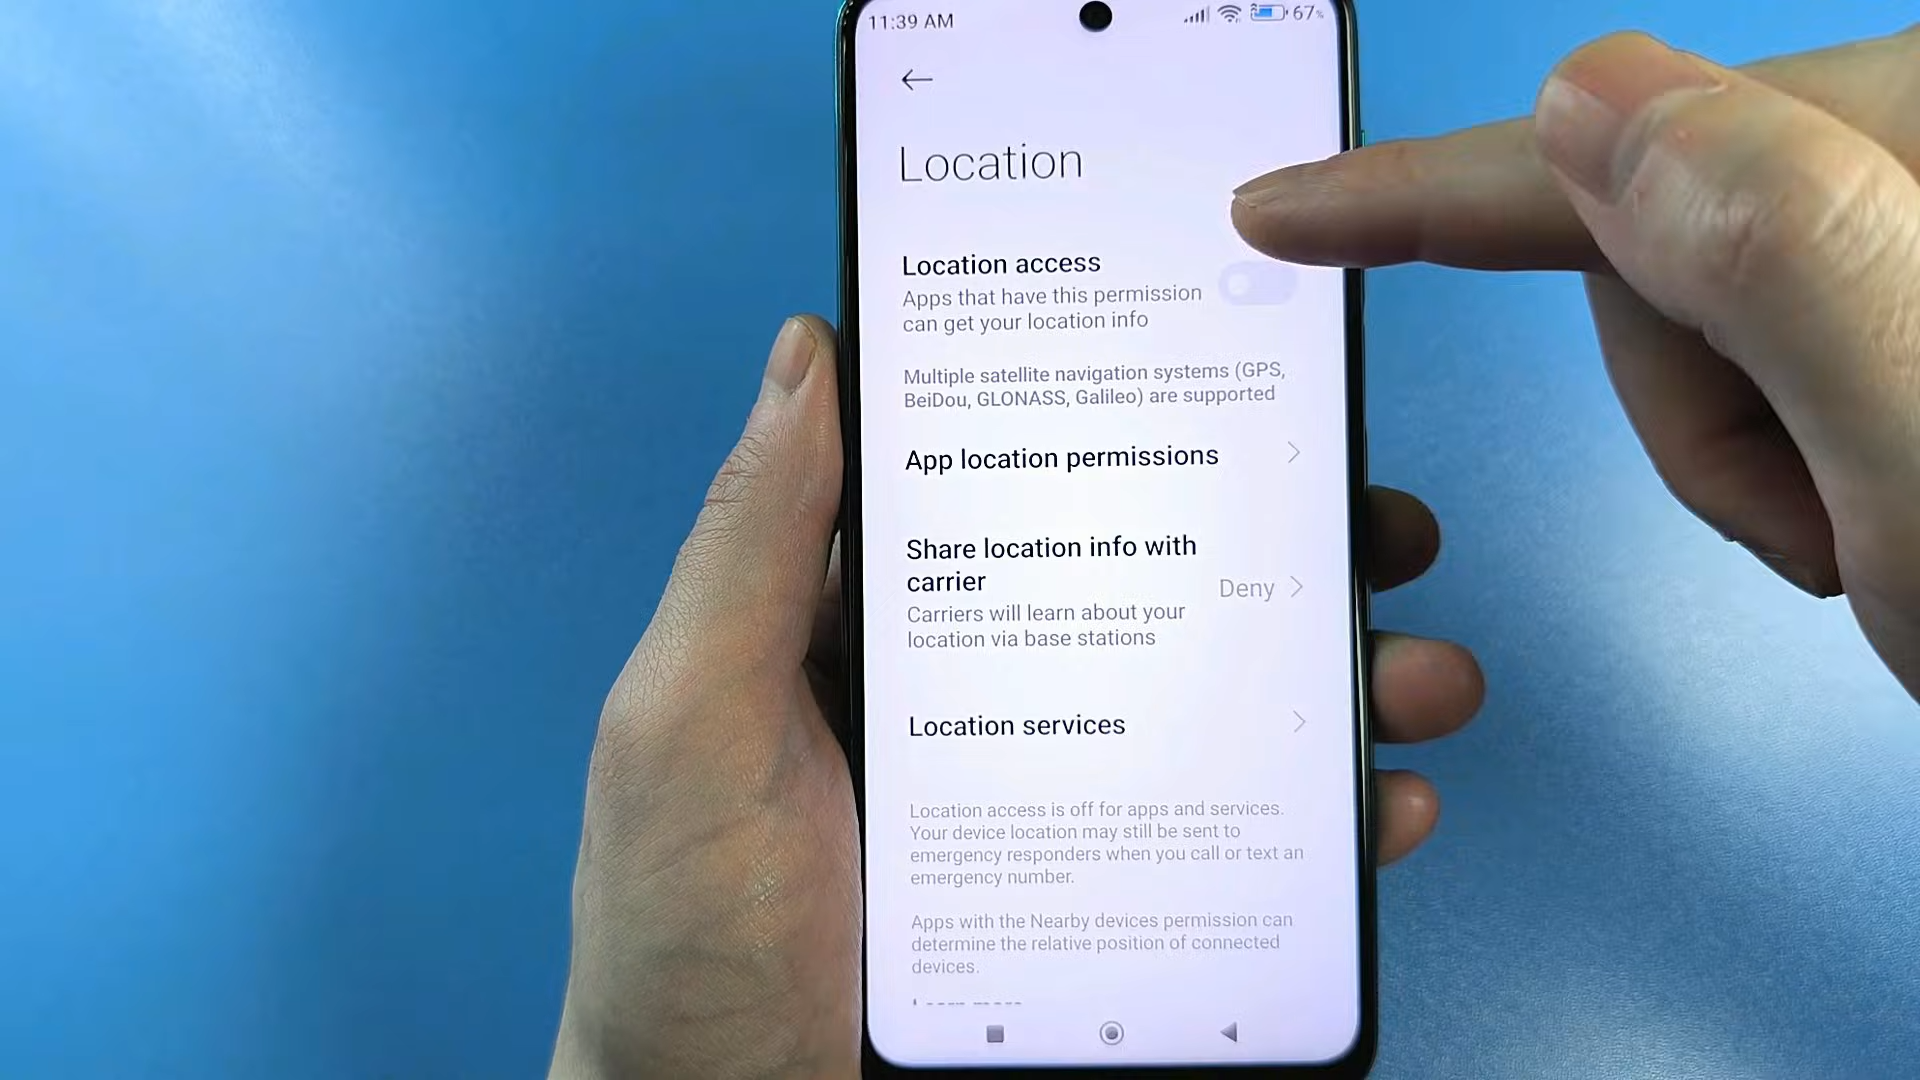 11:39 AM
67%
Location
Location access
Apps that have this permission
can get your location info
Multiple satellite navigation systems (GPS,
BeiDou, GLONASS, Galileo) are supported
App location permissions
Share location info with
carrier
Deny
Carriers will learn about your
location via base stations
Location services
Location access is off for apps and services.
Your device location may still be sent to
emergency responders when you call or text an
emergency number.
Apps with the Nearby devices permission can
determine the relative position of connected
devices.